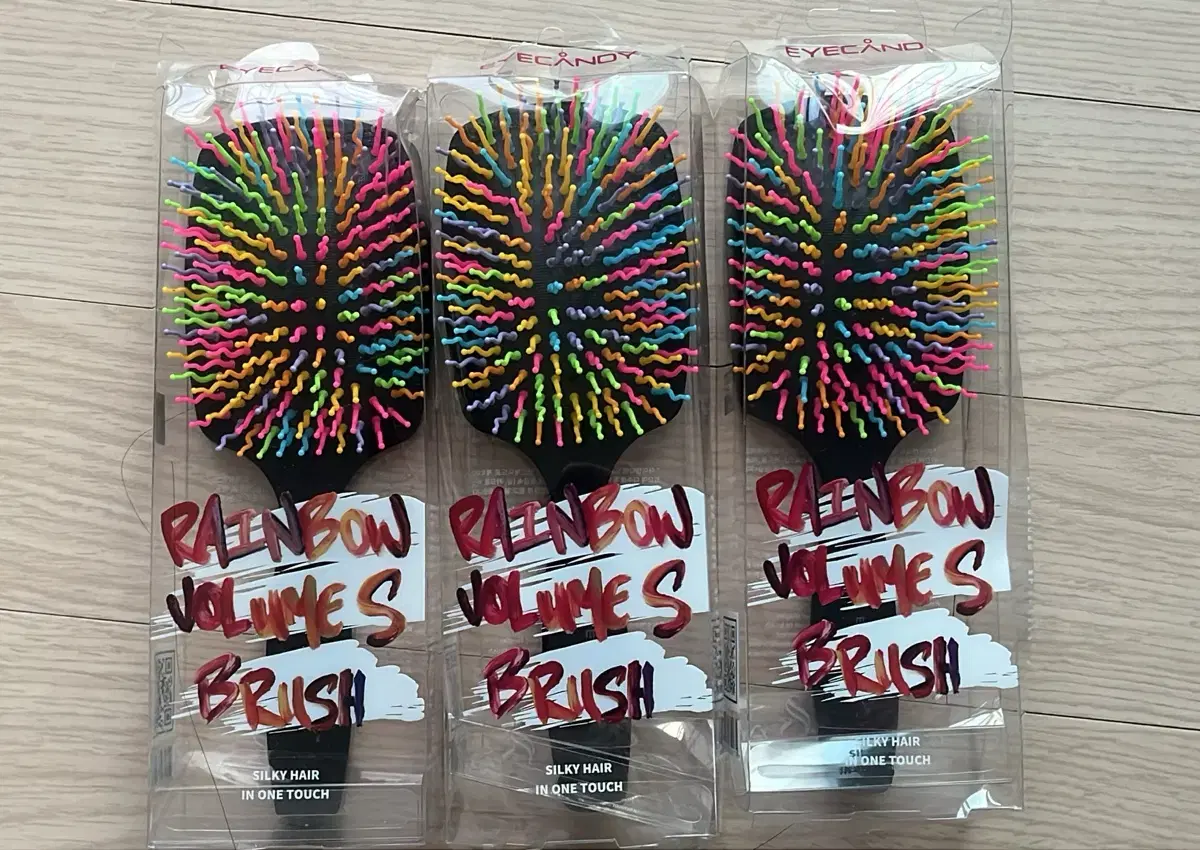 EYECANDY
RAINBOW
VOLUME S
BRUSH
SILKY HAIR
IN ONE TOUCH
EYECANDY
RAINBOW
VOLUME S
BRUSH
SILKY HAIR
IN ONE TOUCH
EYECAND
RAINBOW
VOLUME S
BRUSH
SILKY HAIR
IN ONE TOUCH